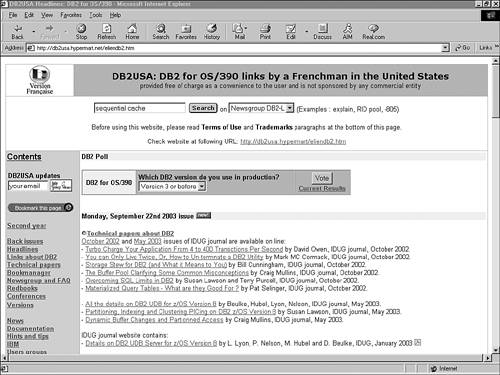 DB2USA Headlines: DB2 for OS/390 - Microsoft Internet Explorer
File Edit View Favorites Tools Help
Back Forward Stop Refresh Home Search Favorites History Mail Print Edit Discuss AIM Real.com
Address http://db2usa.hypermart.net/eliendb2.htm Go Links »
Version
Française
DB2USA: DB2 for OS/390 links by a Frenchman in the United States
provided free of charge as a convenience to the user and is not sponsored by any commercial entity
sequential cache Search on Newsgroup DB2-L (Examples : explain, RID pool, -805)
Before using this website, please read Terms of Use and Trademarks paragraphs at the bottom of this page.
Check website at following URL: http://db2usa.hypermart.net/eliendb2.htm
Contents
DB2USA updates
your email
Bookmark this page
Second year
Back issues
Headlines
Links about DB2
Technical papers
Bookmanager
Newsgroup and FAQ
Redbooks
Conferences
Versions
News
Documentation
Hints and tips
IBM
Users groups
DB2 Poll
DB2 for OS/390
Which DB2 version do you use in production?
Version 3 or before
Vote
Current Results
Monday, September 22nd 2003 issue new!
Technical papers about DB2
October 2002 and May 2003 issues of IDUG journal are available on line:
- Turbo Charge Your Application From 4 to 400 Transactions Per Second by David Owen, IDUG journal, October 2002.
- You can Only Live Twice, Or, How to Un-terminate a DB2 Utility by Mark MC Cormack, IDUG journal, October 2002.
- Storage Stew for DB2 (and What it Means to You) by Bill Cunningham, IDUG journal, October 2002.
- The Buffer Pool Clarifying Some Common Misconceptions by Craig Mullins, IDUG journal, October 2002.
- Overcoming SQL Limits in DB2 by Susan Lawson and Terry Purcell, IDUG journal, October 2002.
- Materialized Query Tables - What are they Good For ? by Pat Selinger, IDUG journal, October 2002.
- All the details on DB2 UDB for z/OS Version 8 by Beulke, Hubel, Lyon, Nelson, IDUG journal, May 2003.
- Partitioning, Indexing and Clustering PICing on DB2 z/OS Version 8 by Susan Lawson, IDUG journal, May 2003.
- Dynamic Buffer Changes and Partitioned Access by Craig Mullins, IDUG journal, May 2003.
IDUG journal website contains:
- Details on DB2 UDB Server for z/OS Version 8 by L. Lyon, P. Nelson, M. Hubel and D. Beulke, IDUG, January 2003
Internet